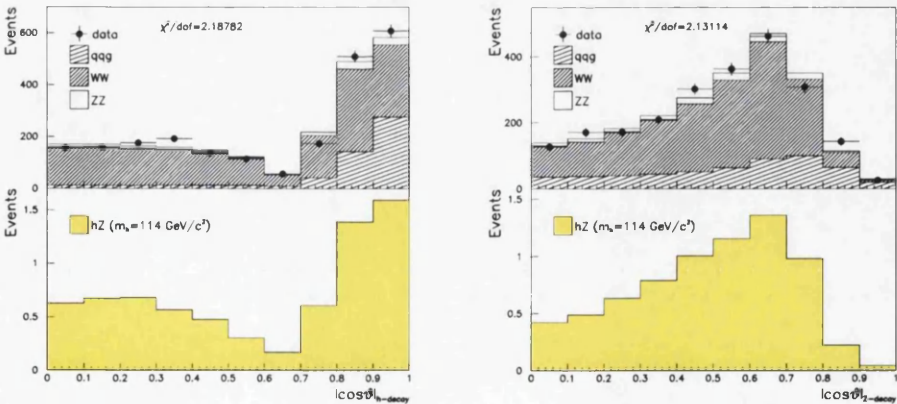 χ²/dof=2.18782
data
qqg
WW
ZZ
Events
600
400
200
0
hZ (mₕ=114 GeV/c²)
Events
1.5
1
0.5
0
0 0.1 0.2 0.3 0.4 0.5 0.6 0.7 0.8 0.9 1
|cosϑ|h-decay
χ²/dof=2.13114
data
qqg
WW
ZZ
Events
400
200
0
hZ (mₕ=114 GeV/c²)
Events
1.5
1
0.5
0
0 0.1 0.2 0.3 0.4 0.5 0.6 0.7 0.8 0.9 1
|cosϑ|2-decay